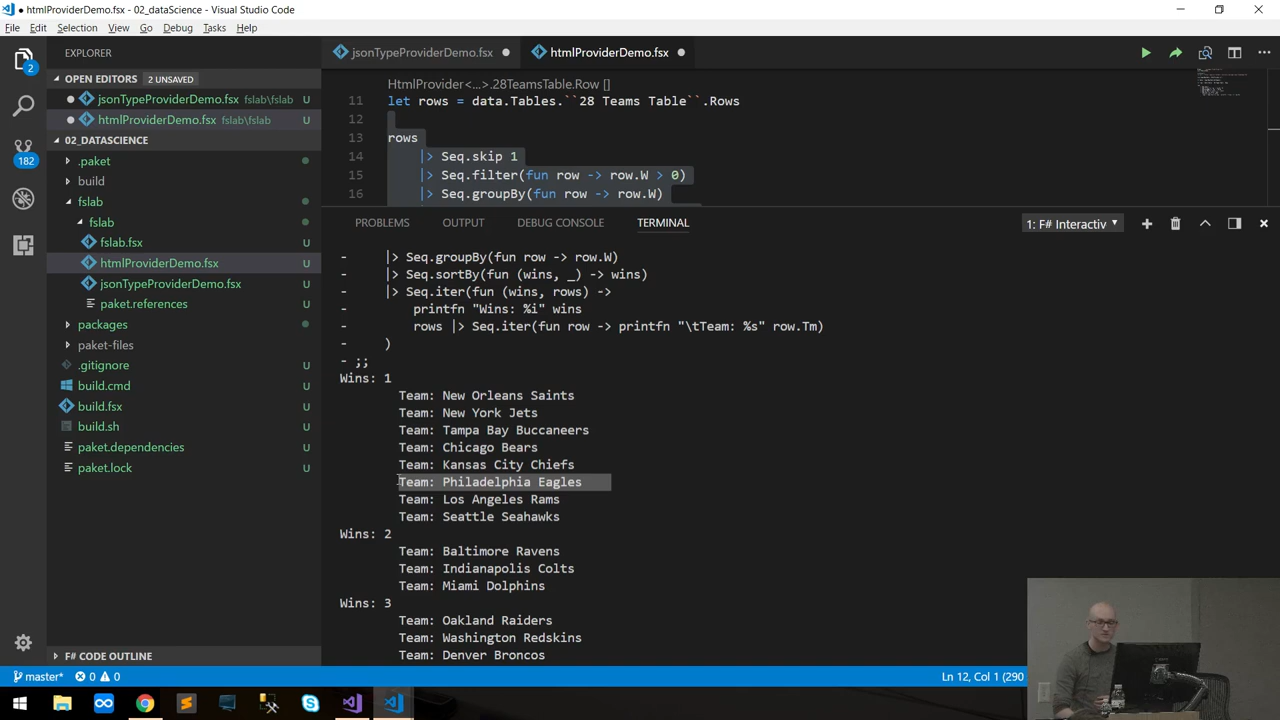 ● htmlProviderDemo.fsx - 02_dataScience - Visual Studio Code
File Edit Selection View Go Debug Tasks Help
EXPLORER
OPEN EDITORS 2 UNSAVED
jsonTypeProviderDemo.fsx fslab\fslab U
htmlProviderDemo.fsx fslab\fslab U
02_DATASCIENCE
.paket
build
fslab
fslab
fslab.fsx U
htmlProviderDemo.fsx U
jsonTypeProviderDemo.fsx U
paket.references U
packages
paket-files
.gitignore U
build.cmd U
build.fsx U
build.sh U
paket.dependencies U
paket.lock U
F# CODE OUTLINE
2
182
jsonTypeProviderDemo.fsx
htmlProviderDemo.fsx
HtmlProvider<...>.28TeamsTable.Row []
11 let rows = data.Tables.``28 Teams Table``.Rows
12
13 rows
14 |> Seq.skip 1
15 |> Seq.filter(fun row -> row.W > 0)
16 |> Seq.groupBy(fun row -> row.W)
PROBLEMS OUTPUT DEBUG CONSOLE TERMINAL
1: F# Interactiv
- |> Seq.groupBy(fun row -> row.W)
- |> Seq.sortBy(fun (wins, _) -> wins)
- |> Seq.iter(fun (wins, rows) ->
- printfn "Wins: %i" wins
- rows |> Seq.iter(fun row -> printfn "\tTeam: %s" row.Tm)
- )
- ;;
Wins: 1
Team: New Orleans Saints
Team: New York Jets
Team: Tampa Bay Buccaneers
Team: Chicago Bears
Team: Kansas City Chiefs
Team: Philadelphia Eagles
Team: Los Angeles Rams
Team: Seattle Seahawks
Wins: 2
Team: Baltimore Ravens
Team: Indianapolis Colts
Team: Miami Dolphins
Wins: 3
Team: Oakland Raiders
Team: Washington Redskins
Team: Denver Broncos
master* 0 0
Ln 12, Col 1 (290